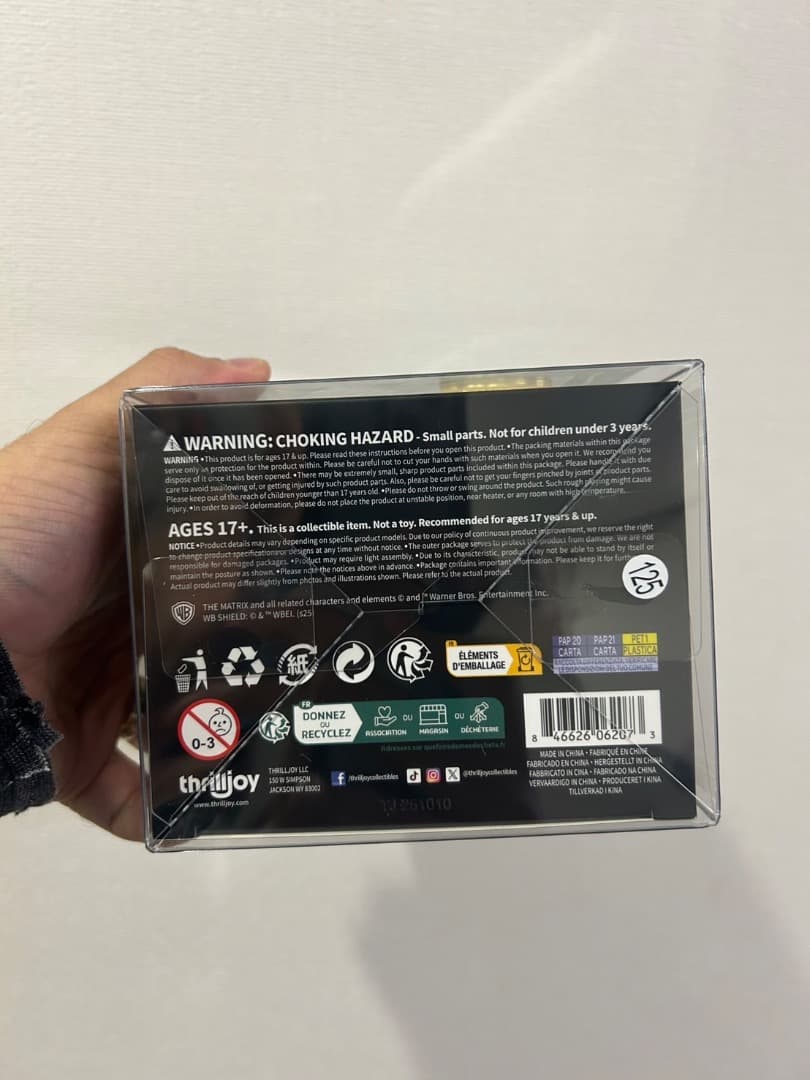 WARNING: CHOKING HAZARD - Small parts. Not for children under 3 years.
WARNING •This product is for ages 17 & up. Please read these instructions before you open this product. •The packing materials within this package
serve only in protection for the product within. Please be careful not to cut your hands with such materials when you open it. We recommend you
dispose of it once it has been opened. •There may be extremely small, sharp product parts included within this package. Please handle it with due
care to avoid swallowing of, or getting injured by such product parts. Also, please be careful not to get your fingers pinched by joints of product parts.
Please keep out of the reach of children younger than 17 years old. •Please do not throw or swing around the product. Such rough playing might cause
injury. •In order to avoid deformation, please do not place the product at unstable position, near heater, or any room with high temperature.
AGES 17+. This is a collectible item. Not a toy. Recommended for ages 17 years & up.
NOTICE •Product details may vary depending on specific product models. Due to our policy of continuous product improvement, we reserve the right
to change product specifications or designs at any time without notice. •The outer package serves to protect the product from damage. We are not
responsible for damaged packages. •Product may require light assembly. •Due to its characteristic, product may not be able to stand by itself or
maintain the posture as shown. •Please note the notices above in advance. •Package contains important information. Please keep it for further
Actual product may differ slightly from photos and illustrations shown. Please refer to the actual product.
125
WB
THE MATRIX and all related characters and elements © and ™ Warner Bros. Entertainment Inc.
WB SHIELD: © & ™ WBEI. (s25
紙
FR
ÉLÉMENTS
D'EMBALLAGE
PAP 20 PAP 21 PET 1
CARTA CARTA PLASTICA
0-3
FR
DONNEZ
OU
RECYCLEZ
ASSOCIATION OU MAGASIN OU DÉCHÈTERIE
Adresses sur quefairedemesdechets.fr
8 46626 06207 3
MADE IN CHINA • FABRIQUÉ EN CHINE
FABRICADO EN CHINA • HERGESTELLT IN CHINA
FABBRICATO IN CINA • FABRICADO NA CHINA
VERVAARDIGD IN CHINA • PRODUCERET I KINA
TILLVERKAD I KINA
thrilljoy
www.thrilljoy.com
THRILLJOY LLC
150 W SIMPSON
JACKSON WY 83002
/thrilljoycollectibles
@thrilljoycollectibles